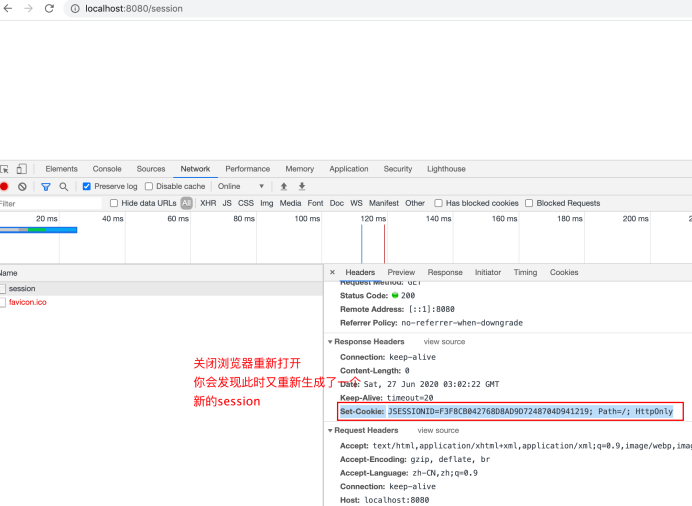 localhost:8080/session
Elements Console Sources Network Performance Memory Application Security Lighthouse
Preserve log Disable cache Online
Filter Hide data URLs All XHR JS CSS Img Media Font Doc WS Manifest Other Has blocked cookies Blocked Requests
20 ms 40 ms 60 ms 80 ms 100 ms 120 ms 140 ms 160 ms 180 ms 200 ms 2
Name
session
favicon.ico
× Headers Preview Response Initiator Timing Cookies
Request Method: GET
Status Code: 200
Remote Address: [::1]:8080
Referrer Policy: no-referrer-when-downgrade
Response Headers view source
Connection: keep-alive
Content-Length: 0
Date: Sat, 27 Jun 2020 03:02:22 GMT
Keep-Alive: timeout=20
Set-Cookie: JSESSIONID=F3F8CB042768D8AD9D7248704D941219; Path=/; HttpOnly
Request Headers view source
Accept: text/html,application/xhtml+xml,application/xml;q=0.9,image/webp,imag
Accept-Encoding: gzip, deflate, br
Accept-Language: zh-CN,zh;q=0.9
Connection: keep-alive
Host: localhost:8080
关闭浏览器重新打开
你会发现此时又重新生成了一个
新的session